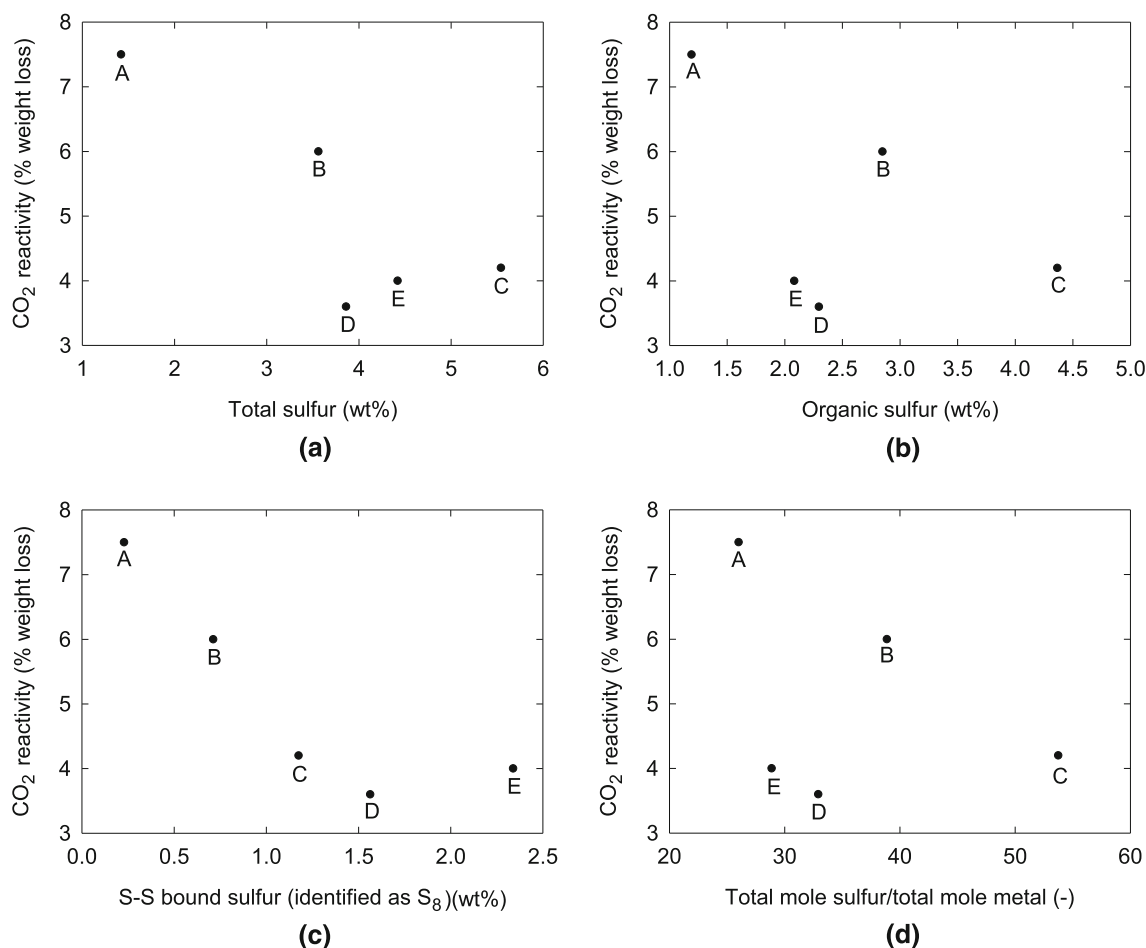 8
7
6
5
4
3
CO2 reactivity (% weight loss)
A
B
C
D
E
1 2 3 4 5 6
Total sulfur (wt%)
(a)
8
7
6
5
4
3
CO2 reactivity (% weight loss)
A
B
C
E
D
1.0 1.5 2.0 2.5 3.0 3.5 4.0 4.5 5.0
Organic sulfur (wt%)
(b)
8
7
6
5
4
3
CO2 reactivity (% weight loss)
A
B
C
D
E
0.0 0.5 1.0 1.5 2.0 2.5
S-S bound sulfur (identified as S8)(wt%)
(c)
8
7
6
5
4
3
CO2 reactivity (% weight loss)
A
B
C
E
D
20 30 40 50 60
Total mole sulfur/total mole metal (-)
(d)